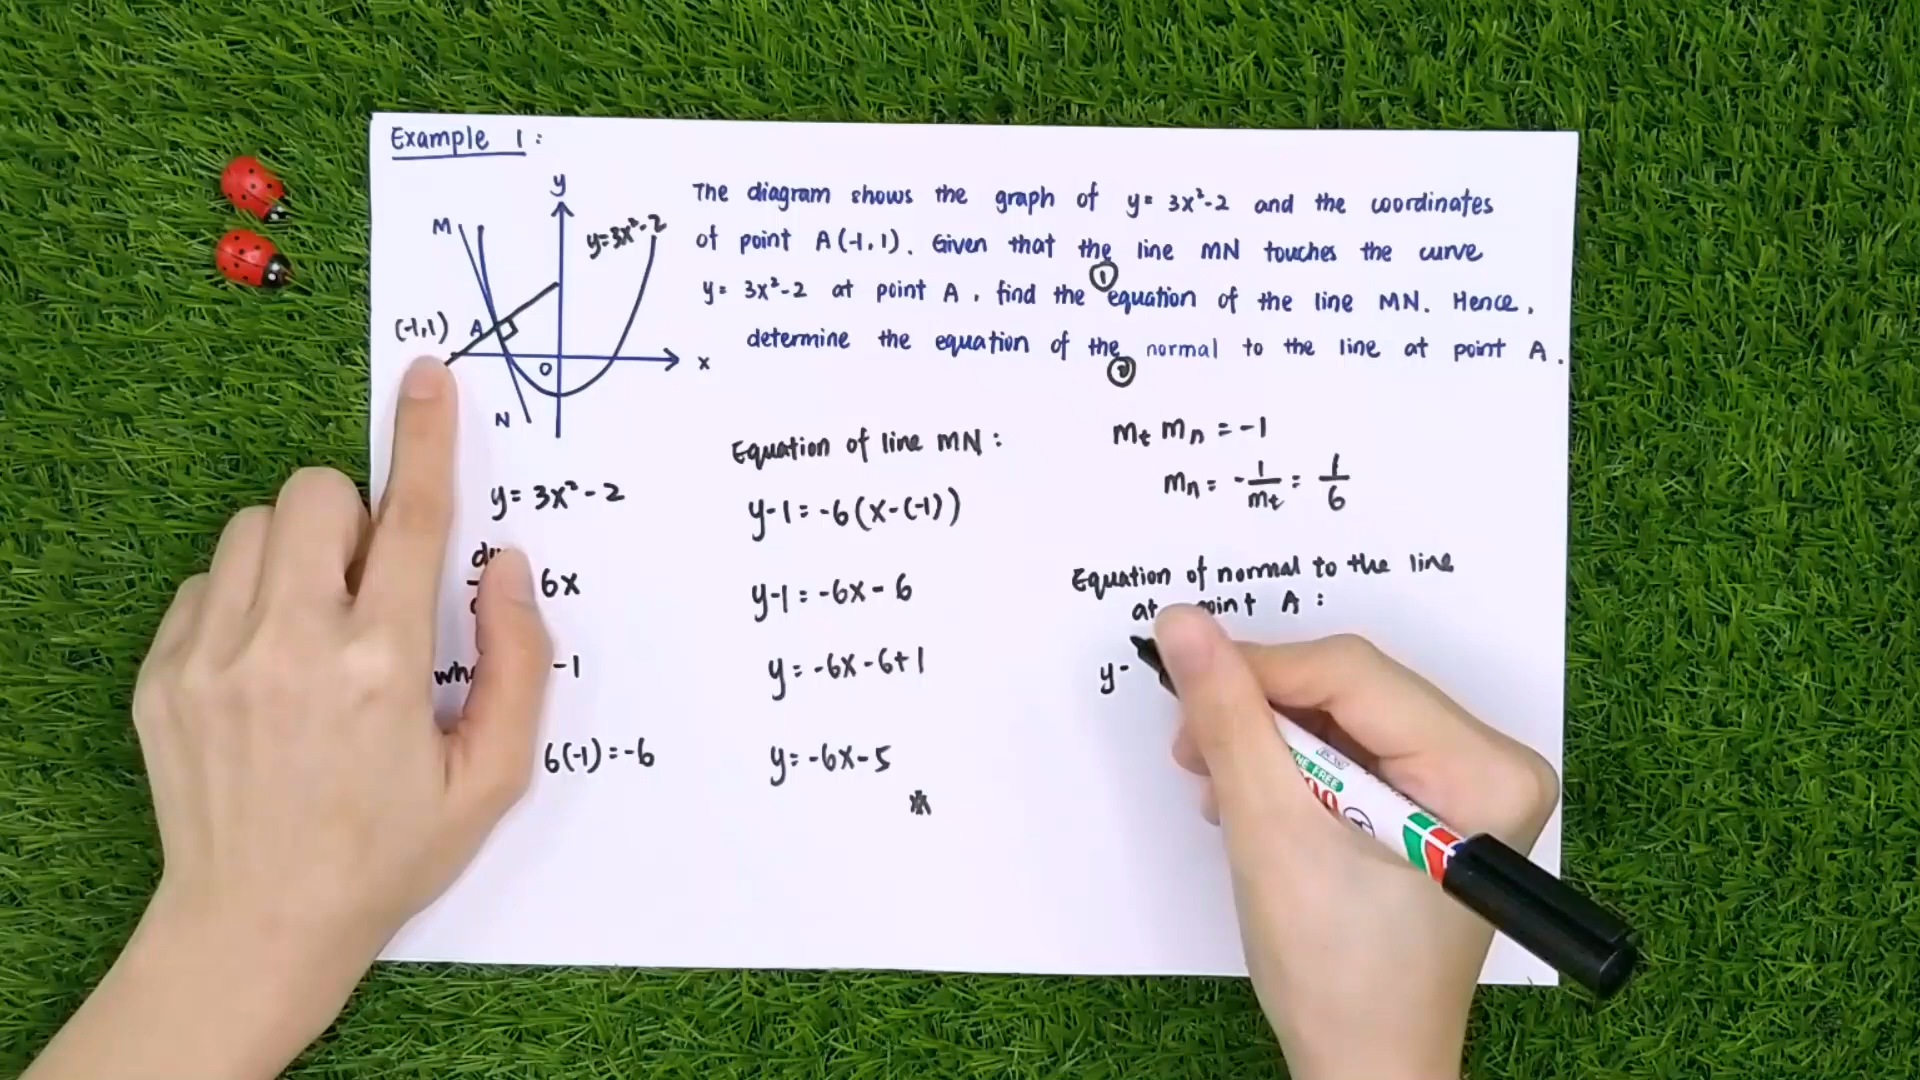 Example 1 :
y
M
y=3x²-2
(-1,1)
A
O
x
N
The diagram shows the graph of y= 3x²-2 and the coordinates
of point A(-1,1). Given that the line MN touches the curve
①
y= 3x²-2 at point A, find the equation of the line MN. Hence,
determine the equation of the normal to the line at point A.
②
y= 3x²-2
6x
-1
6(-1)=-6
Equation of line MN :
y-1=-6(x-(-1))
y-1=-6x-6
y=-6x-6+1
y=-6x-5
mₜ mₙ = -1
mₙ = -1/mₜ = 1/6
Equation of normal to the line
at point A :
y-